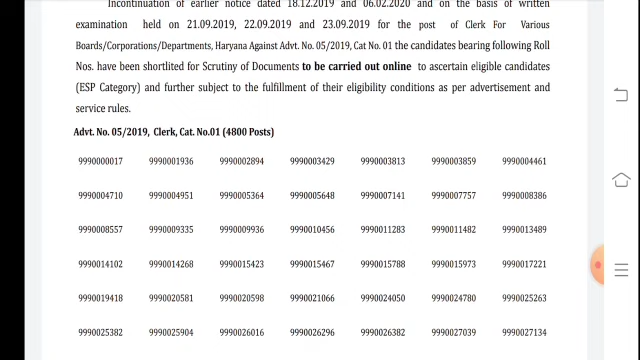 Incontinuation of earlier notice dated 18.12.2019 and 06.02.2020 and on the basis of written
examination held on 21.09.2019, 22.09.2019 and 23.09.2019 for the post of Clerk For Various
Boards/Corporations/Departments, Haryana Against Advt. No. 05/2019, Cat No. 01 the candidates bearing following Roll
Nos. have been shortlited for Scrutiny of Documents to be carried out online to ascertain eligible candidates
(ESP Category) and further subject to the fulfillment of their eligibility conditions as per advertisement and
service rules.
Advt. No. 05/2019, Clerk, Cat. No.01 (4800 Posts)
9990000017 9990001936 9990002894 9990003429 9990003813 9990003859 9990004461
9990004710 9990004951 9990005364 9990005648 9990007141 9990007757 9990008386
9990008557 9990009335 9990009936 9990010456 9990011283 9990011482 9990013489
9990014102 9990014268 9990015423 9990015467 9990015788 9990015973 9990017221
9990019418 9990020581 9990020598 9990021066 9990024050 9990024780 9990025263
9990025382 9990025904 9990026016 9990026296 9990026382 9990027039 9990027134